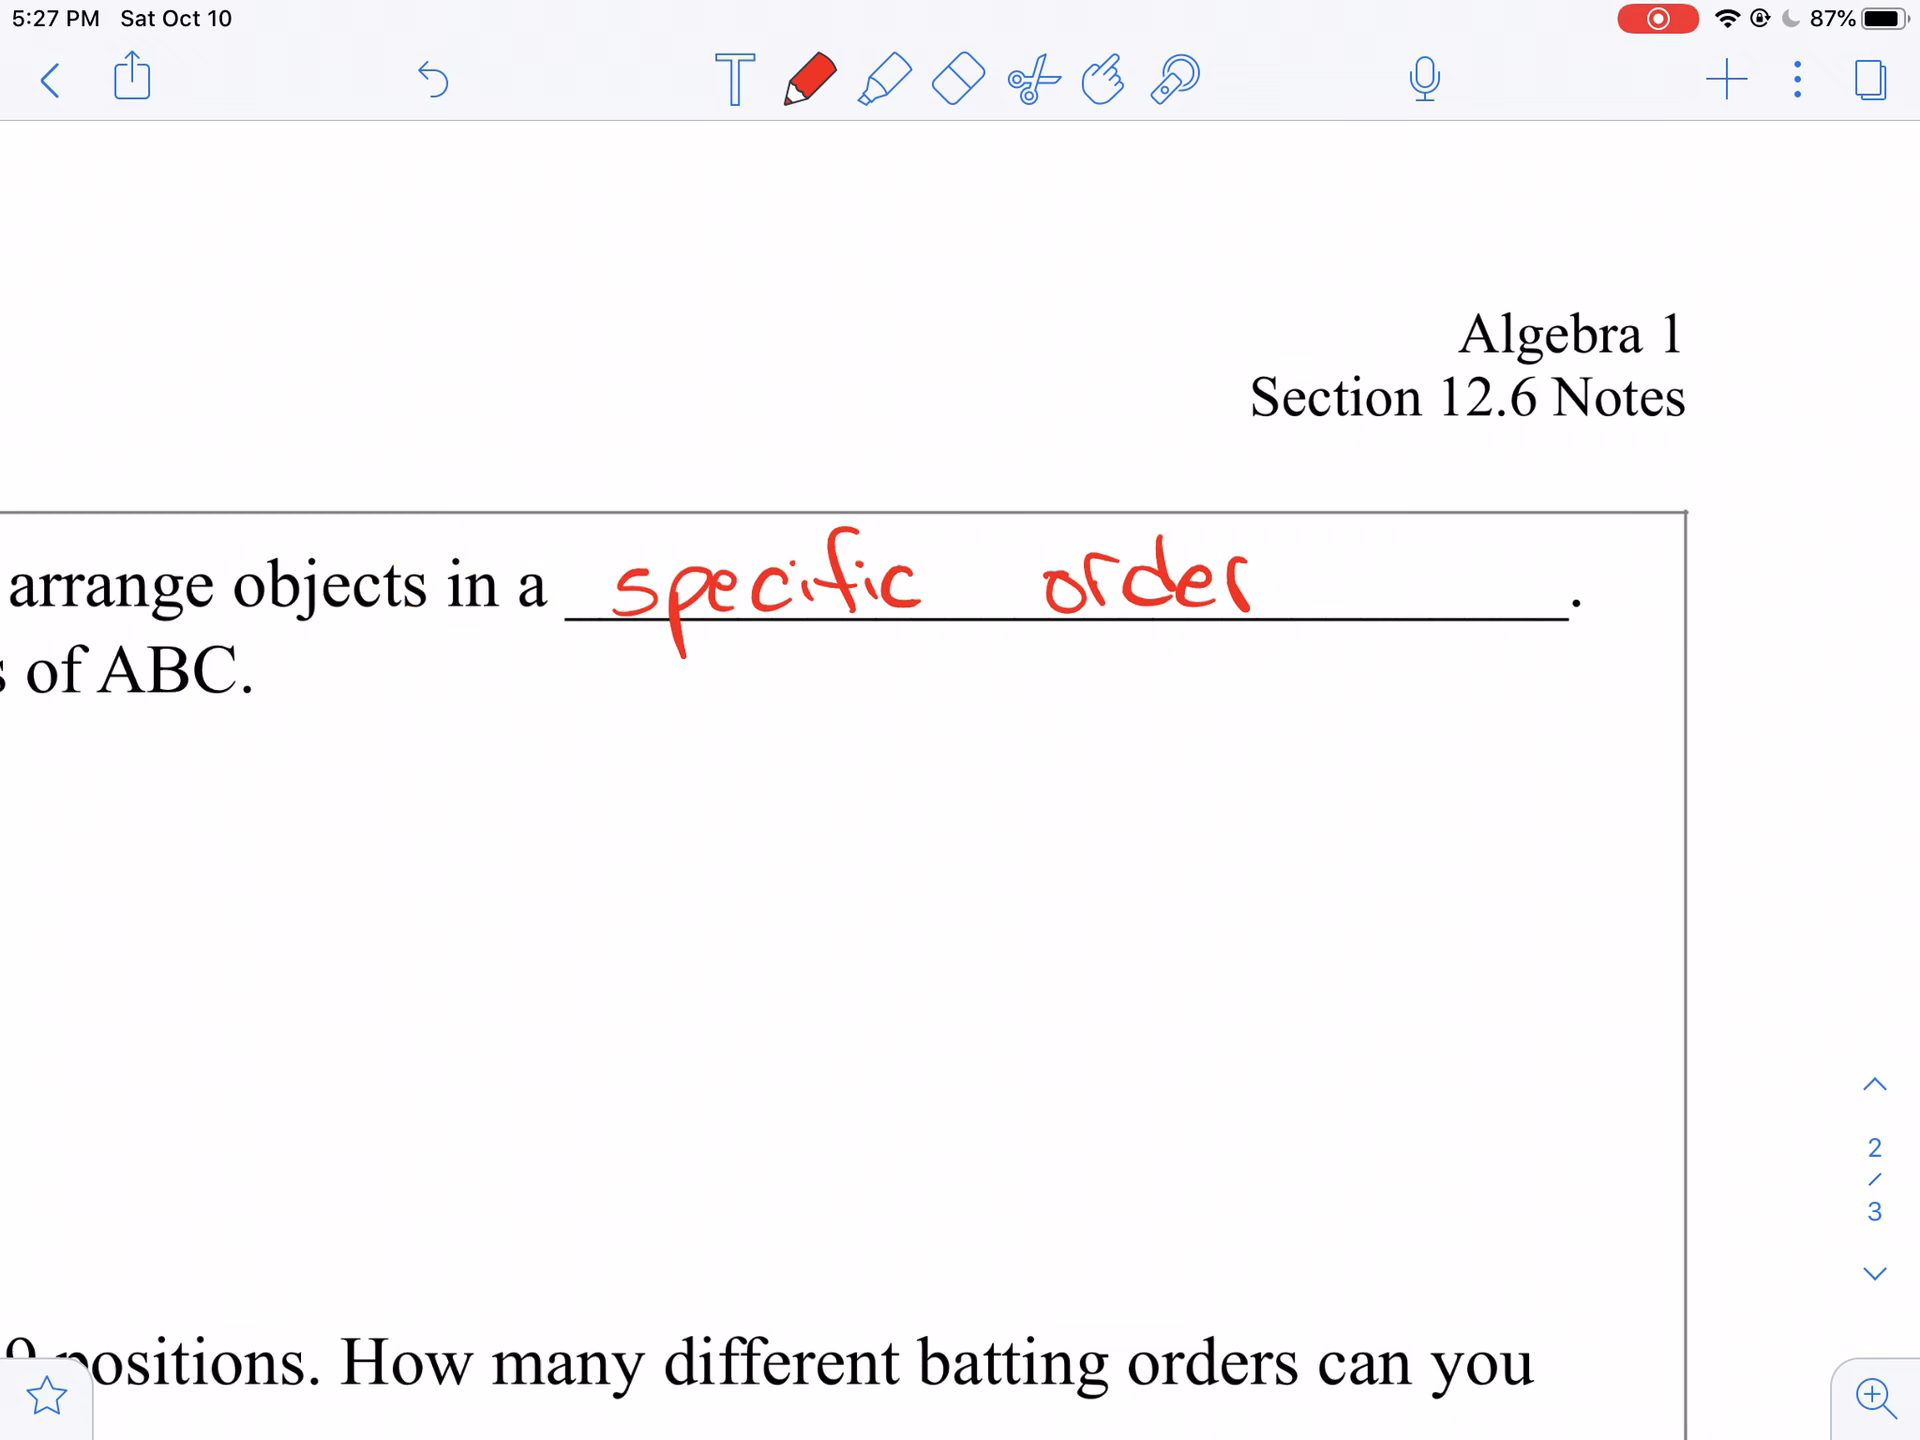 5:27 PM Sat Oct 10 87%
Algebra 1
Section 12.6 Notes
arrange objects in a specific order .
of ABC.
2
/
3
positions. How many different batting orders can you